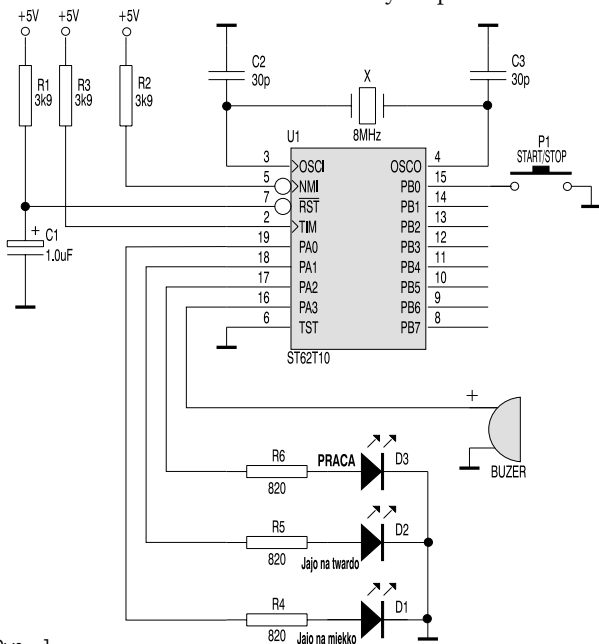 +5V +5V +5V
R1
3k9
R3
3k9
R2
3k9
C2
30p
X
8MHz
C3
30p
U1
P1
START/STOP
3 OSCI OSCO 4
5 NMI PB0 15
7 RST PB1 14
2 TIM PB2 13
19 PA0 PB3 12
18 PA1 PB4 11
17 PA2 PB5 10
16 PA3 PB6 9
6 TST PB7 8
ST62T10
+ C1
1.0uF
+
BUZER
R6
820
PRACA
D3
R5
820
Jajo na twardo
D2
R4
820
Jajo na miekko
D1